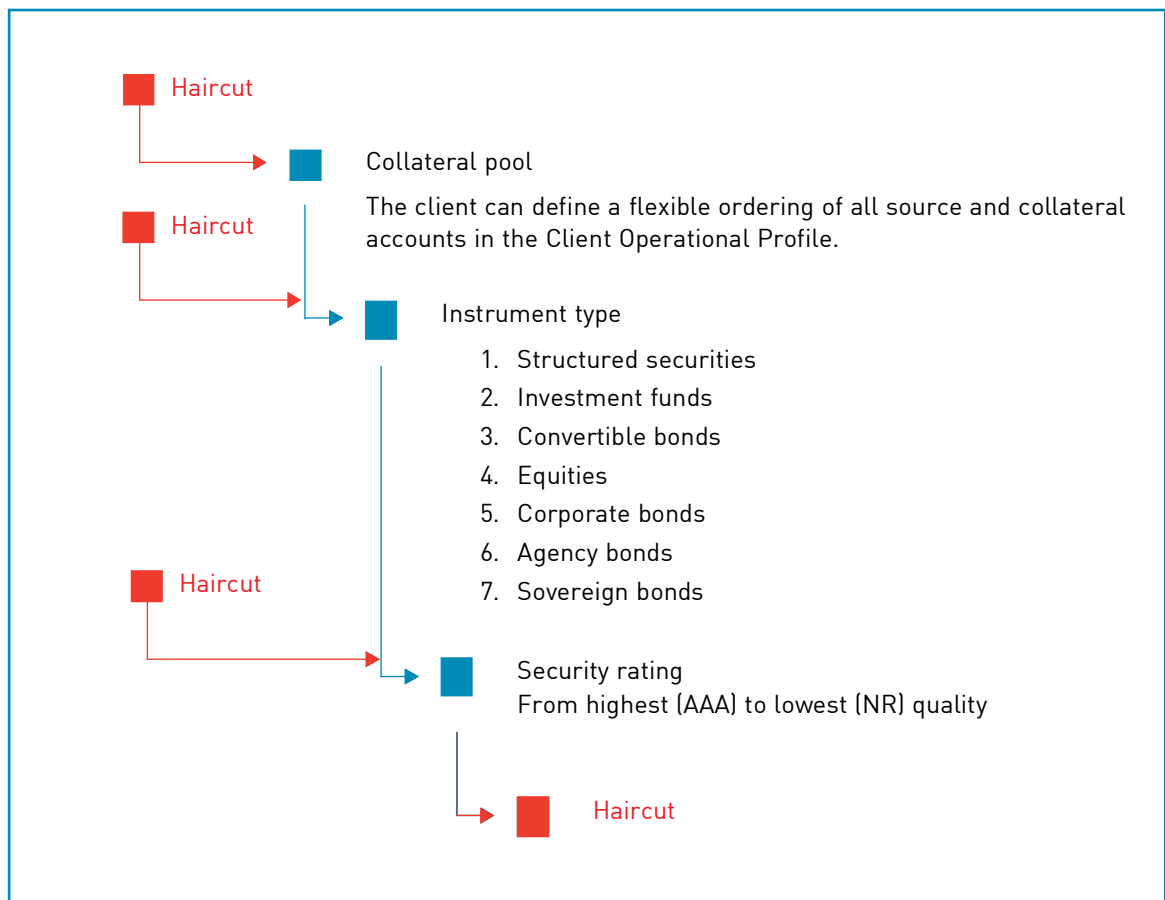 Haircut
Collateral pool
The client can define a flexible ordering of all source and collateral
accounts in the Client Operational Profile.
Haircut
Instrument type
1. Structured securities
2. Investment funds
3. Convertible bonds
4. Equities
5. Corporate bonds
6. Agency bonds
7. Sovereign bonds
Haircut
Security rating
From highest (AAA) to lowest (NR) quality
Haircut